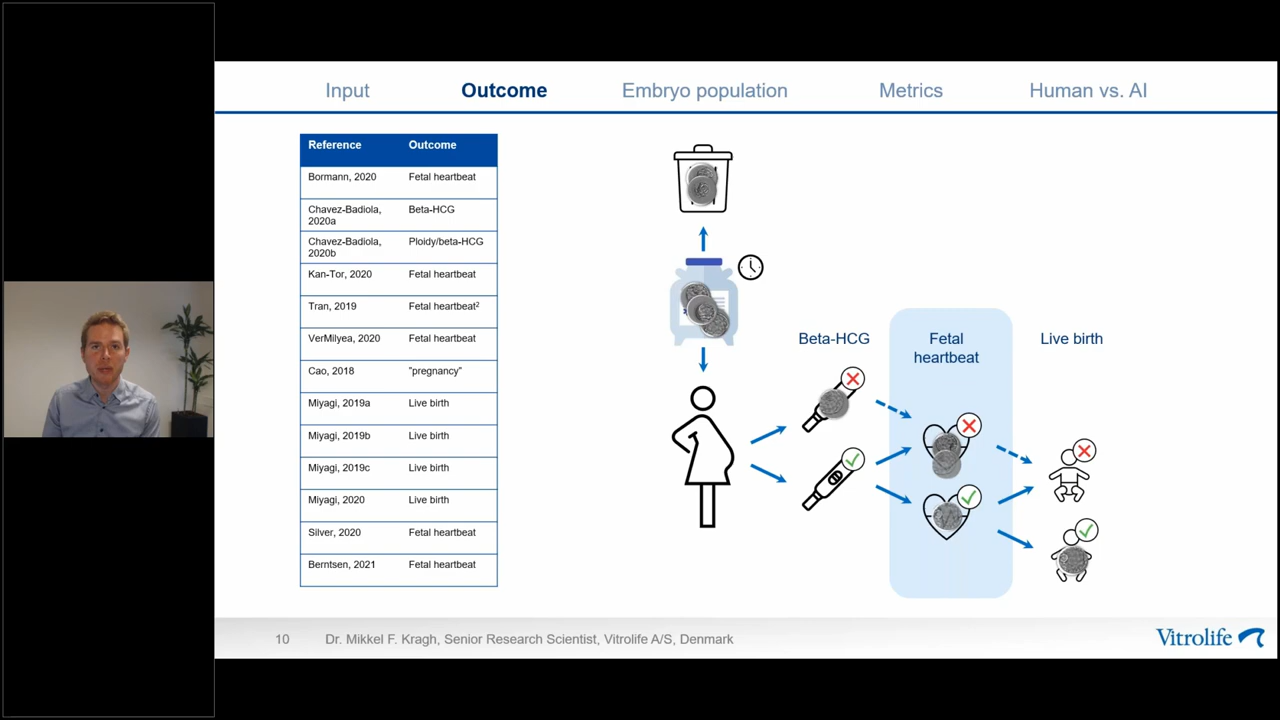 Input Outcome Embryo population Metrics Human vs. AI
Reference Outcome
Bormann, 2020 Fetal heartbeat
Chavez-Badiola, Beta-HCG
2020a
Chavez-Badiola, Ploidy/beta-HCG
2020b
Kan-Tor, 2020 Fetal heartbeat
Tran, 2019 Fetal heartbeat²
VerMilyea, 2020 Fetal heartbeat
Cao, 2018 "pregnancy"
Miyagi, 2019a Live birth
Miyagi, 2019b Live birth
Miyagi, 2019c Live birth
Miyagi, 2020 Live birth
Silver, 2020 Fetal heartbeat
Berntsen, 2021 Fetal heartbeat
Beta-HCG
Fetal
heartbeat
Live birth
10 Dr. Mikkel F. Kragh, Senior Research Scientist, Vitrolife A/S, Denmark
Vitrolife